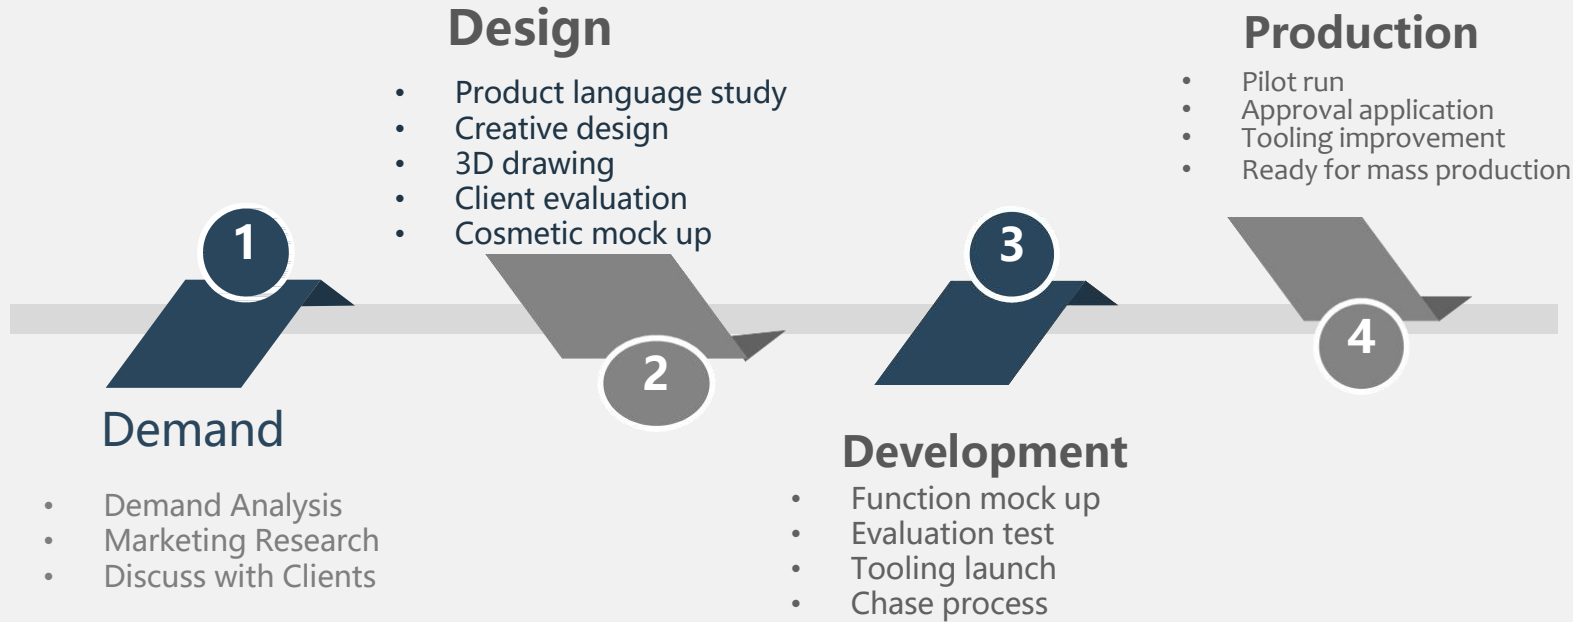 1
Demand
• Demand Analysis
• Marketing Research
• Discuss with Clients
Design
• Product language study
• Creative design
• 3D drawing
• Client evaluation
• Cosmetic mock up
2
3
Development
• Function mock up
• Evaluation test
• Tooling launch
• Chase process
Production
• Pilot run
• Approval application
• Tooling improvement
• Ready for mass production
4